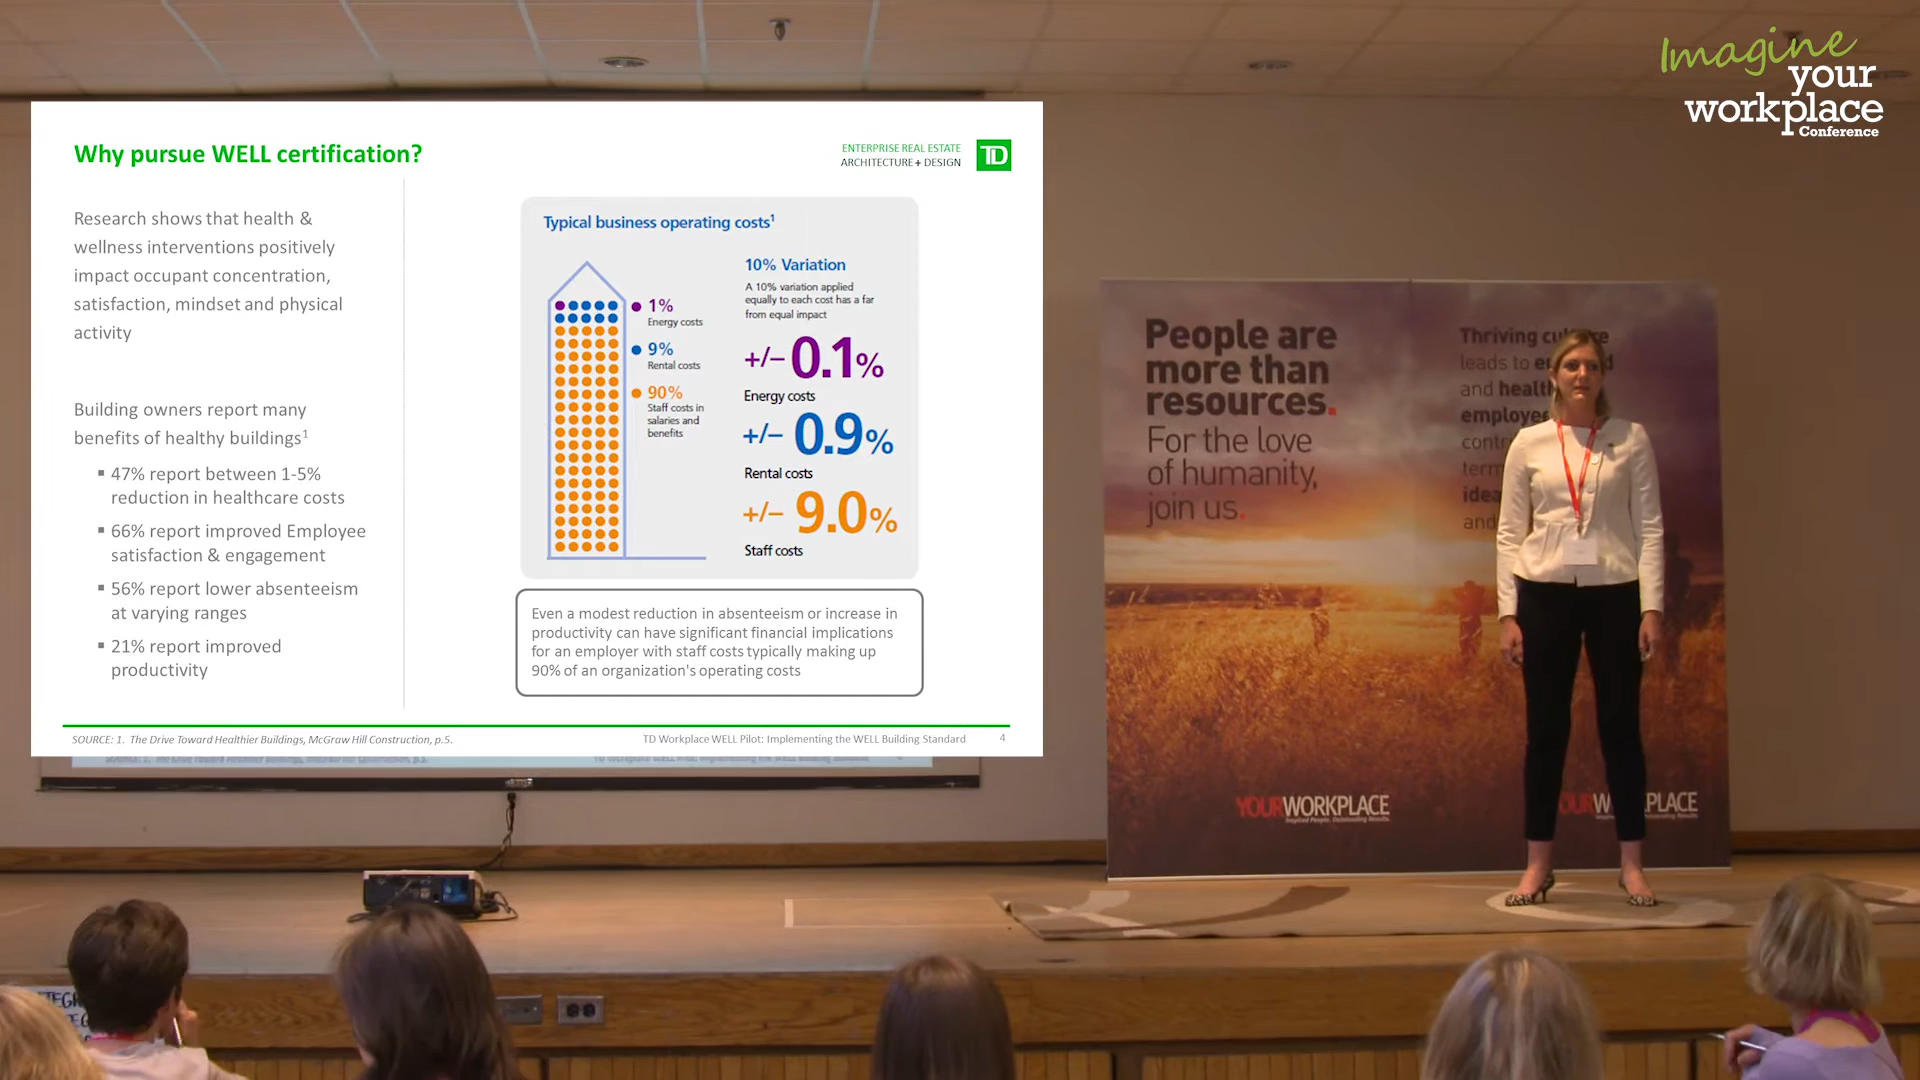 Imagine
your
workplace
Conference
Why pursue WELL certification?
ENTERPRISE REAL ESTATE
ARCHITECTURE + DESIGN
TD
Research shows that health &
wellness interventions positively
impact occupant concentration,
satisfaction, mindset and physical
activity
Building owners report many
benefits of healthy buildings1
▪ 47% report between 1-5%
reduction in healthcare costs
▪ 66% report improved Employee
satisfaction & engagement
▪ 56% report lower absenteeism
at varying ranges
▪ 21% report improved
productivity
Typical business operating costs1
1%
Energy costs
9%
Rental costs
90%
Staff costs in
salaries and
benefits
10% Variation
A 10% variation applied
equally to each cost has a far
from equal impact
+/– 0.1%
Energy costs
+/– 0.9%
Rental costs
+/– 9.0%
Staff costs
Even a modest reduction in absenteeism or increase in
productivity can have significant financial implications
for an employer with staff costs typically making up
90% of an organization's operating costs
SOURCE: 1. The Drive Toward Healthier Buildings, McGraw Hill Construction, p.5.
TD Workplace WELL Pilot: Implementing the WELL Building Standard
4
People are
more than
resources.
For the love
of humanity,
join us.
Thriving
leads to
and
YOURWORKPLACE
Inspired People. Outstanding Results.